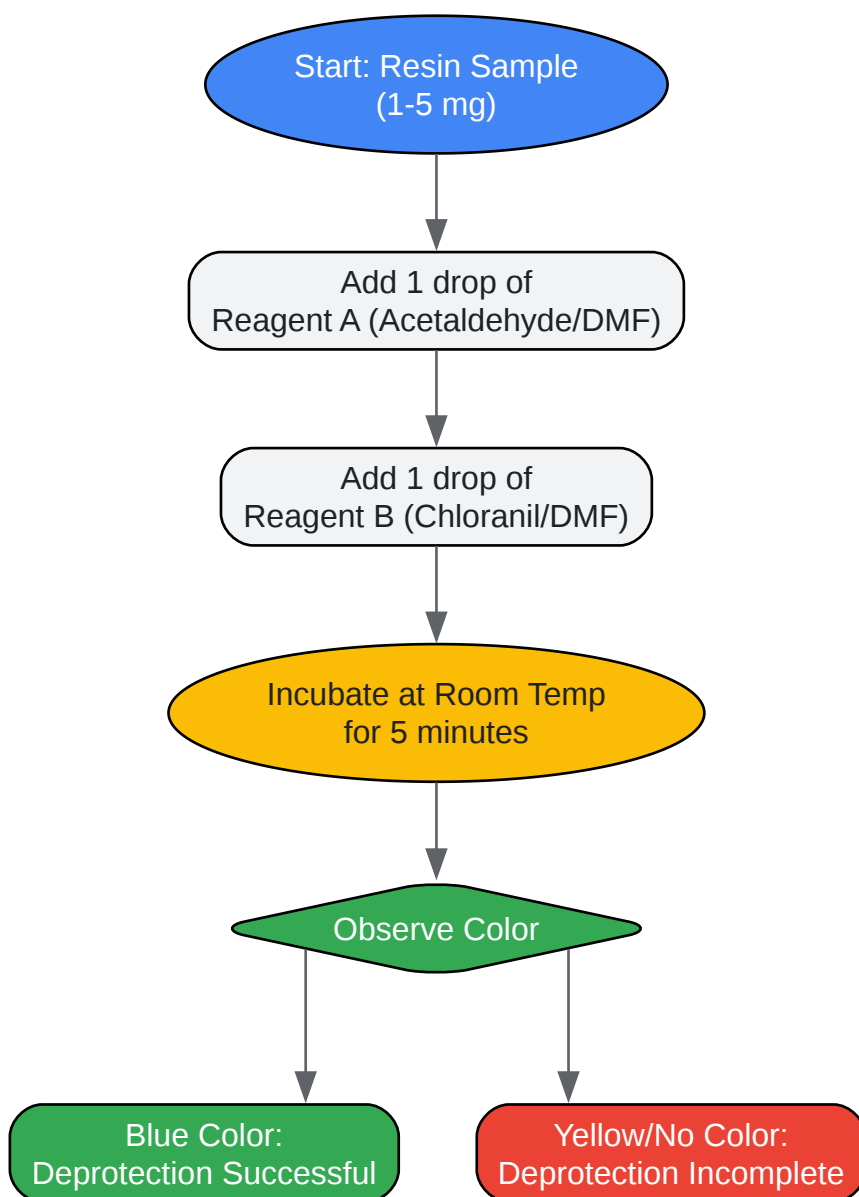 Start: Resin Sample
(1-5 mg)
Add 1 drop of
Reagent A (Acetaldehyde/DMF)
Add 1 drop of
Reagent B (Chloranil/DMF)
Incubate at Room Temp
for 5 minutes
Observe Color
Blue Color:
Deprotection Successful
Yellow/No Color:
Deprotection Incomplete